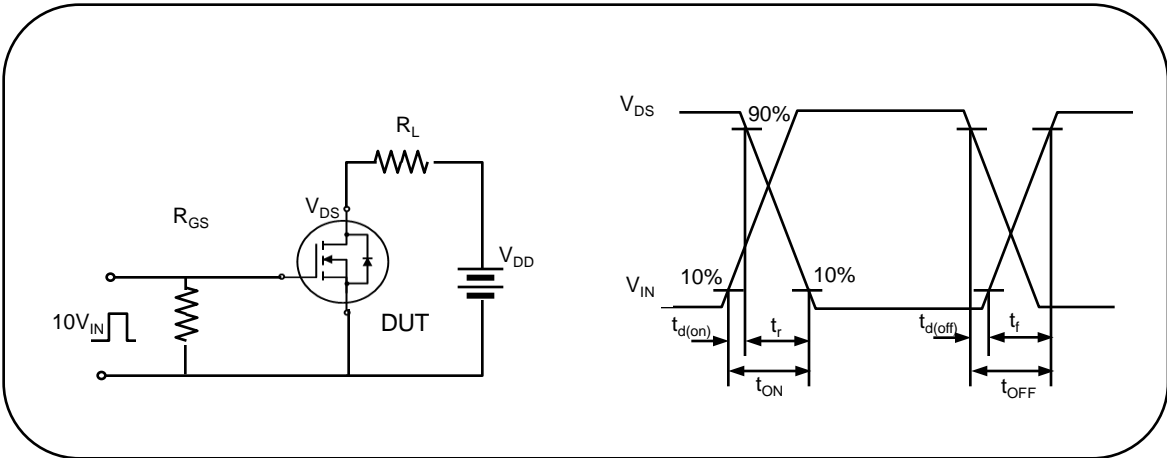 R_L
R_GS
V_DS
V_DD
10V_IN
DUT
V_DS
90%
V_IN
10%
10%
t_d(on)
t_r
t_d(off)
t_f
t_ON
t_OFF